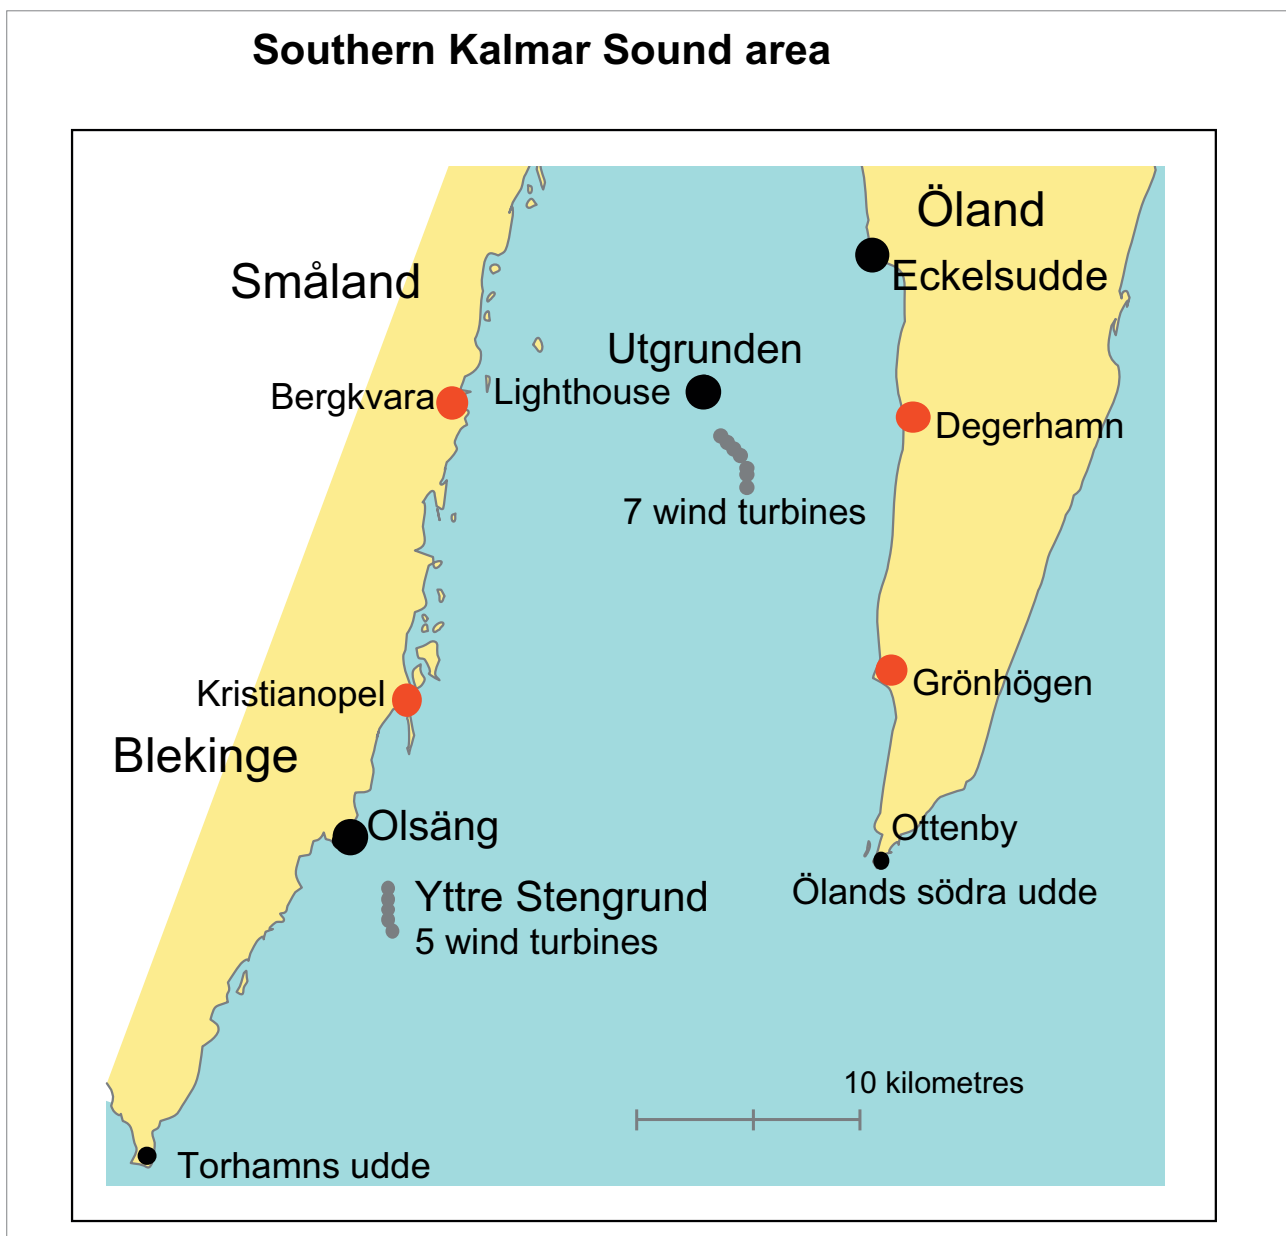 Southern Kalmar Sound area
Öland
Småland
Eckelsudde
Utgrunden
Bergkvara
Lighthouse
Degerhamn
7 wind turbines
Kristianopel
Grönhögen
Blekinge
Olsäng
Ottenby
Yttre Stengrund
Ölands södra udde
5 wind turbines
10 kilometres
Torhamns udde